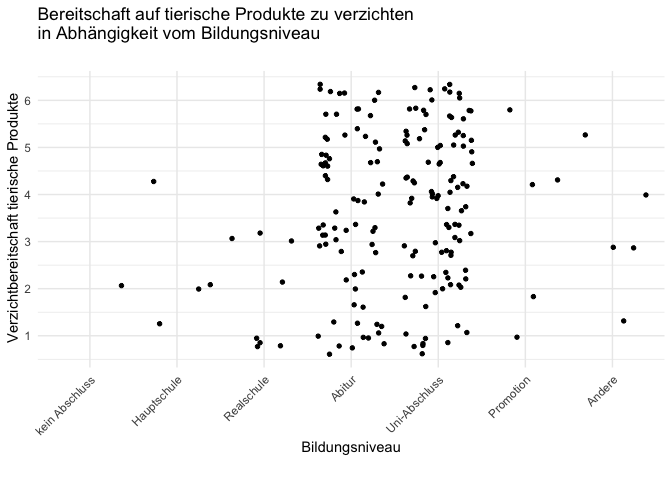 Bereitschaft auf tierische Produkte zu verzichten
in Abhängigkeit vom Bildungsniveau
Verzichtbereitschaft tierische Produkte
6
5
4
3
2
1
kein Abschluss
Hauptschule
Realschule
Abitur
Uni-Abschluss
Promotion
Andere
Bildungsniveau